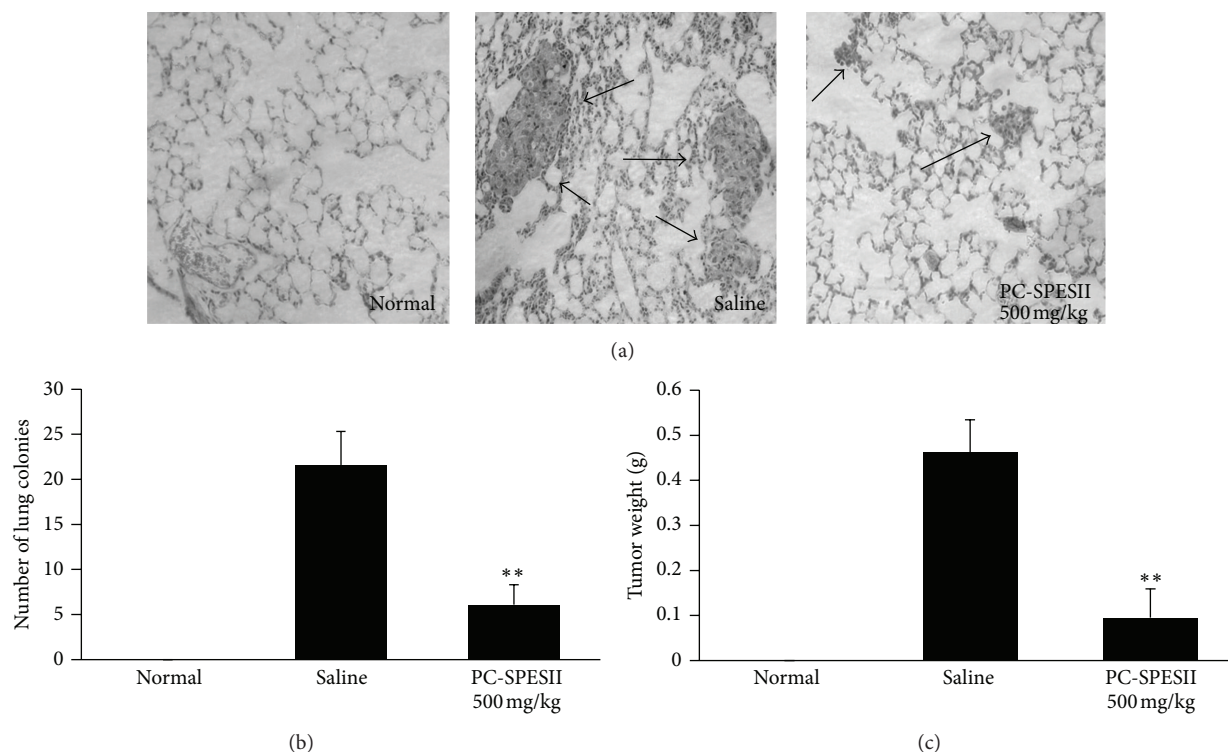 Normal
Saline
PC-SPESII
500 mg/kg
(a)
Number of lung colonies
30
25
20
15
10
5
0
**
Normal
Saline
PC-SPESII
500 mg/kg
(b)
Tumor weight (g)
0.6
0.5
0.4
0.3
0.2
0.1
0
**
Normal
Saline
PC-SPESII
500 mg/kg
(c)